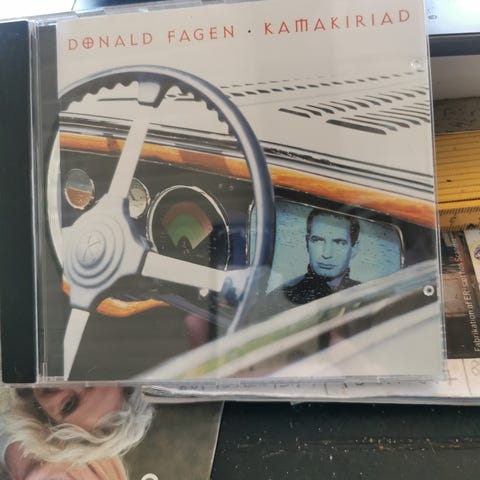 DONALD FAGEN · KAMAKIRIAD
K